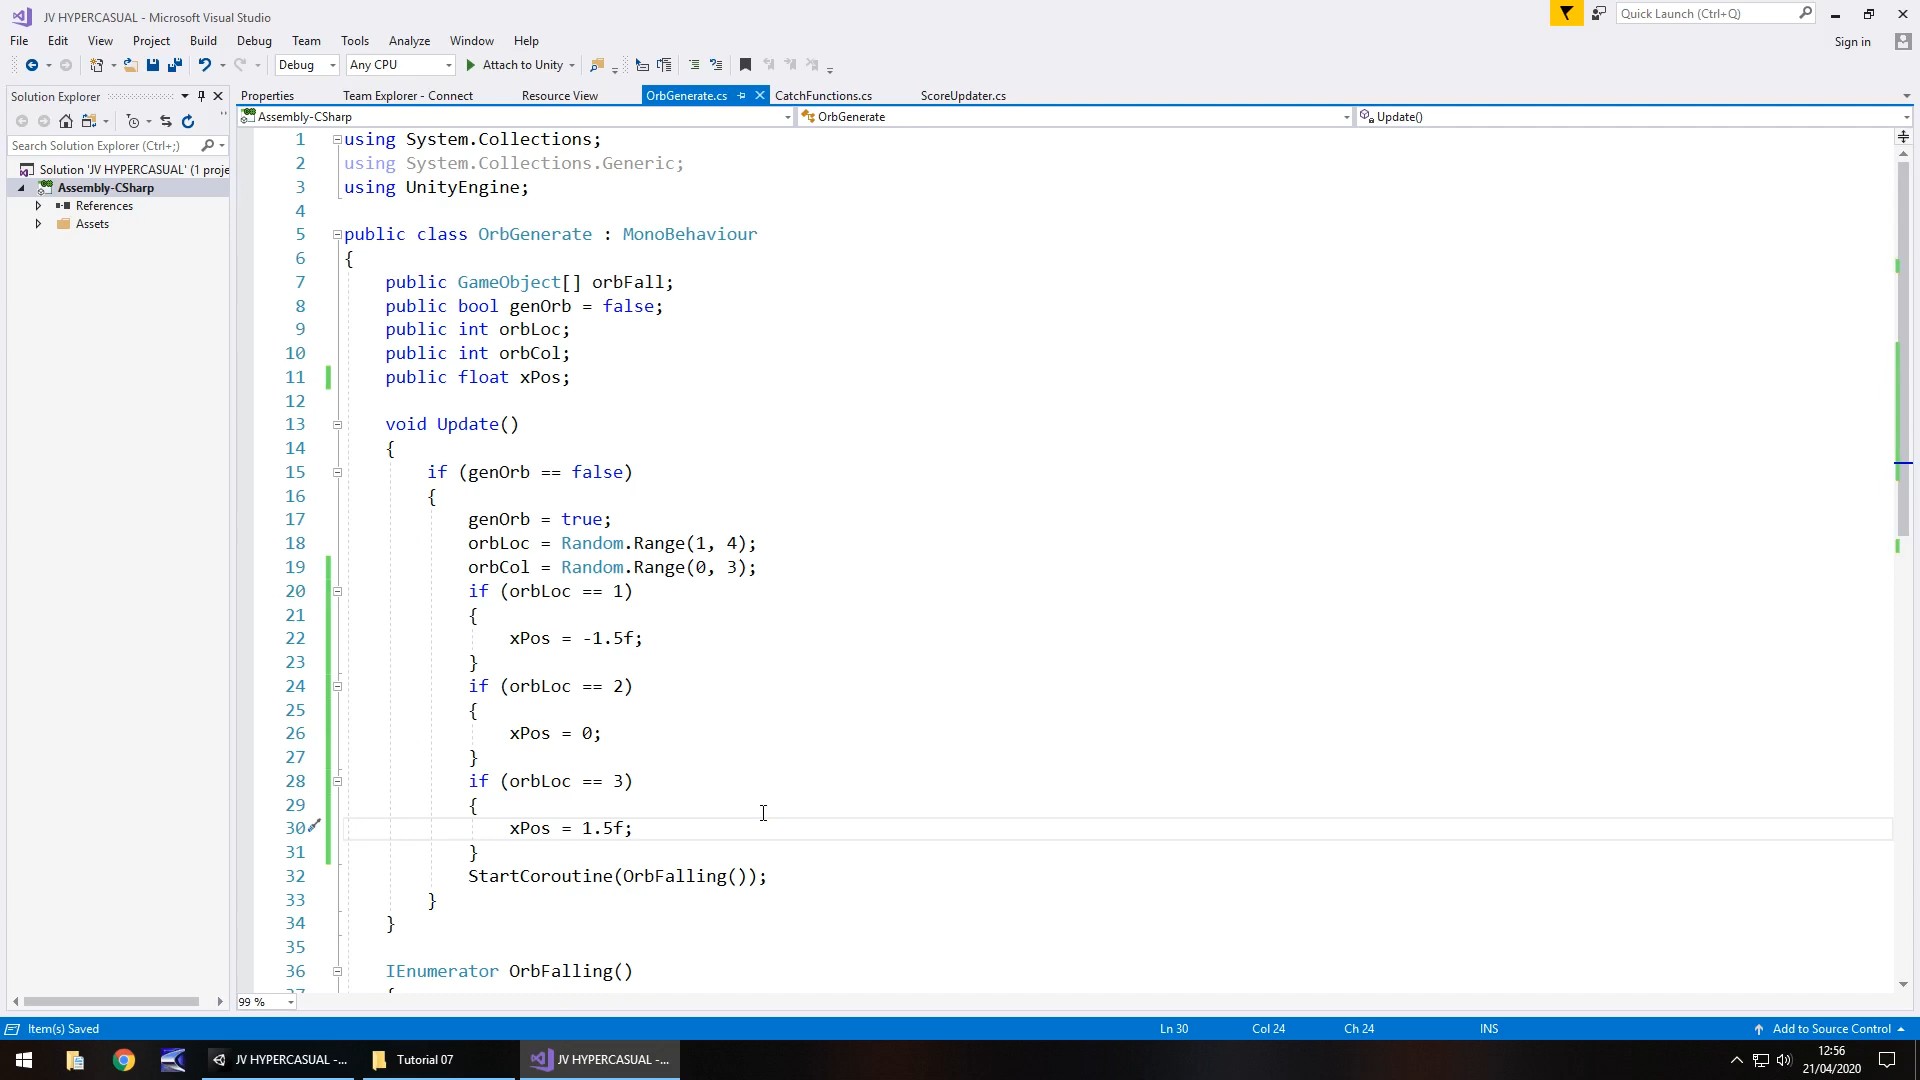 JV HYPERCASUAL - Microsoft Visual Studio
Quick Launch (Ctrl+Q)
File Edit View Project Build Debug Team Tools Analyze Window Help
Sign in
Debug Any CPU Attach to Unity
Solution Explorer
Properties Team Explorer - Connect Resource View OrbGenerate.cs CatchFunctions.cs ScoreUpdater.cs
Assembly-CSharp OrbGenerate Update()
Search Solution Explorer (Ctrl+;)
Solution 'JV HYPERCASUAL' (1 proje
Assembly-CSharp
References
Assets
1 using System.Collections;
2 using System.Collections.Generic;
3 using UnityEngine;
4
5 public class OrbGenerate : MonoBehaviour
6 {
7 public GameObject[] orbFall;
8 public bool genOrb = false;
9 public int orbLoc;
10 public int orbCol;
11 public float xPos;
12
13 void Update()
14 {
15 if (genOrb == false)
16 {
17 genOrb = true;
18 orbLoc = Random.Range(1, 4);
19 orbCol = Random.Range(0, 3);
20 if (orbLoc == 1)
21 {
22 xPos = -1.5f;
23 }
24 if (orbLoc == 2)
25 {
26 xPos = 0;
27 }
28 if (orbLoc == 3)
29 {
30 xPos = 1.5f;
31 }
32 StartCoroutine(OrbFalling());
33 }
34 }
35
36 IEnumerator OrbFalling()
99 %
Item(s) Saved Ln 30 Col 24 Ch 24 INS Add to Source Control
JV HYPERCASUAL -... Tutorial 07 JV HYPERCASUAL -...
12:56
21/04/2020